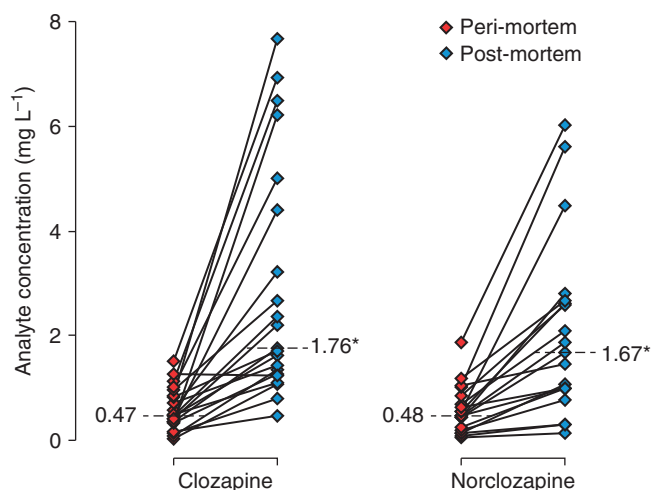 8
6
4
2
0
Analyte concentration (mg L⁻¹)
Peri-mortem
Post-mortem
0.47
1.76*
0.48
1.67*
Clozapine
Norclozapine